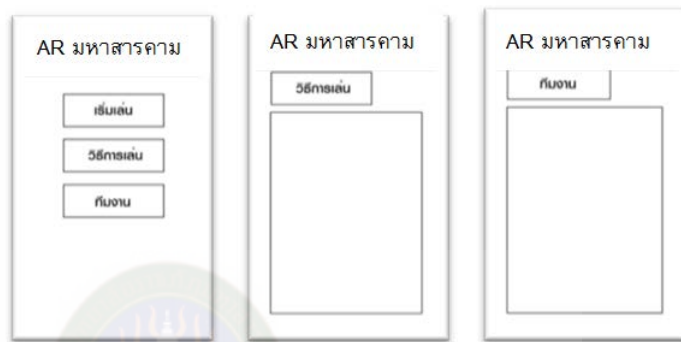 AR มหาสารคาม
เริ่มเล่น
วิธีการเล่น
ทีมงาน
AR มหาสารคาม
วิธีการเล่น
AR มหาสารคาม
ทีมงาน